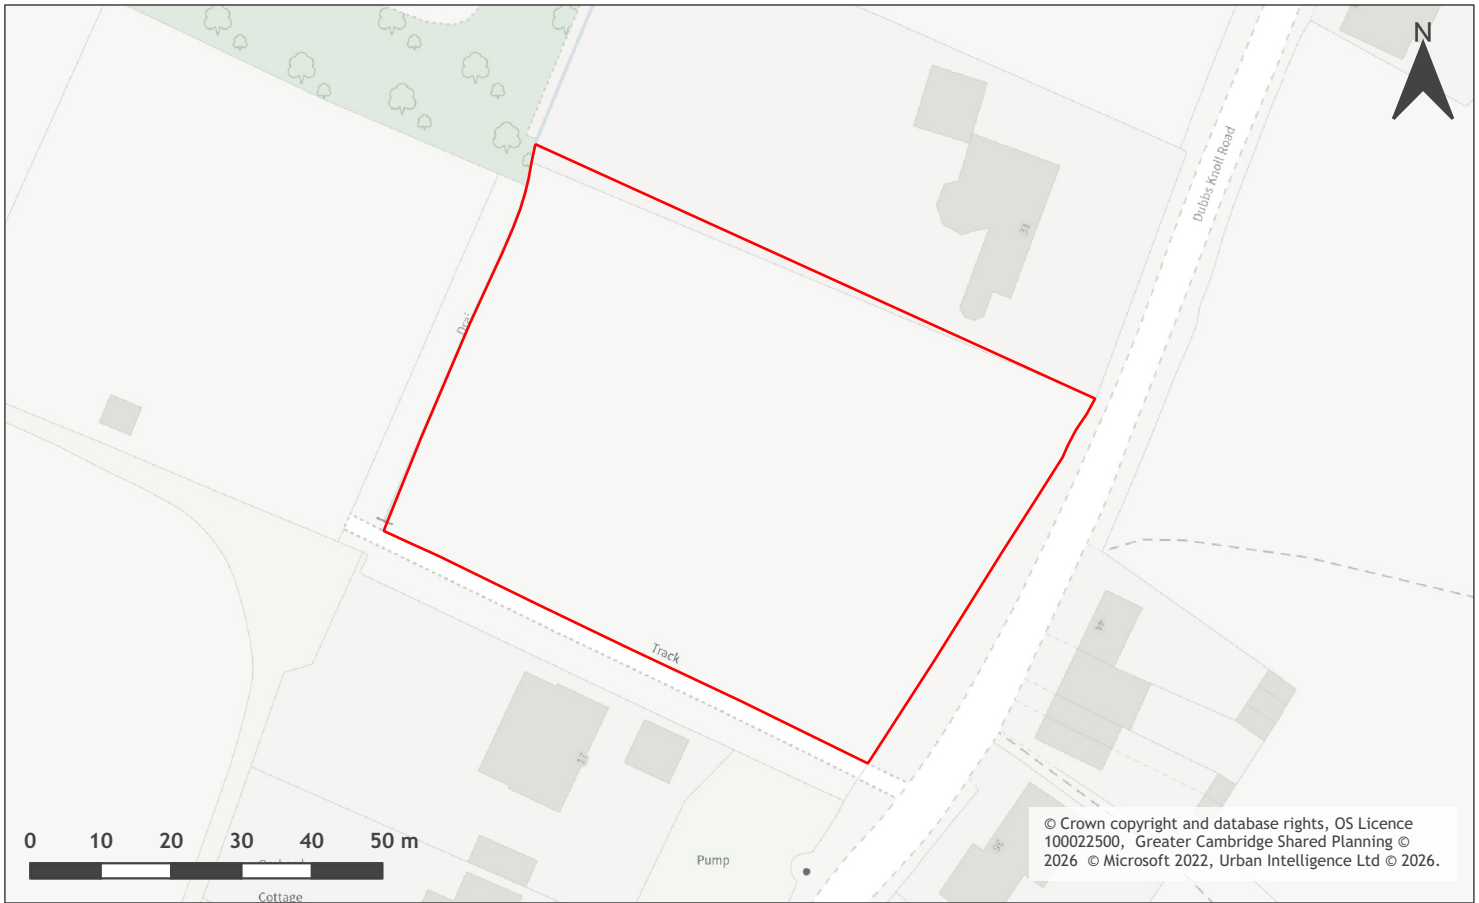 N
Dubbs Knoll Road
33
Track
44
17
36
0 10 20 30 40 50 m
Pump
Cottage
© Crown copyright and database rights, OS Licence
100022500, Greater Cambridge Shared Planning ©
2026 © Microsoft 2022, Urban Intelligence Ltd © 2026.